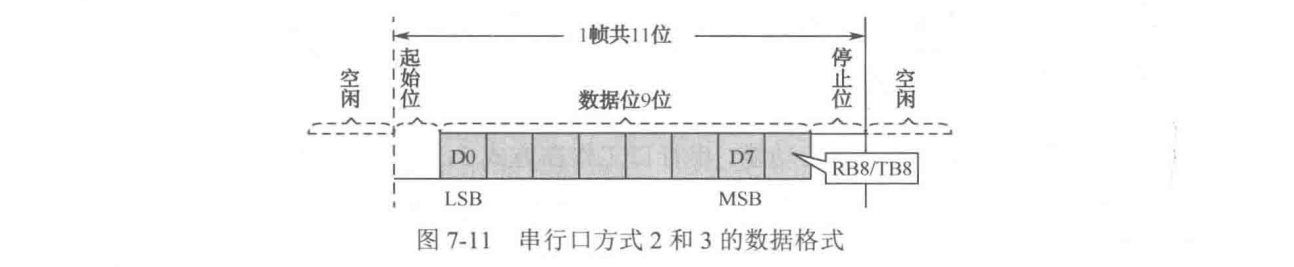 1帧共11位
空闲
起始位
数据位9位
停止位
空闲
D0
D7
RB8/TB8
LSB
MSB
图 7-11 串行口方式 2 和 3 的数据格式